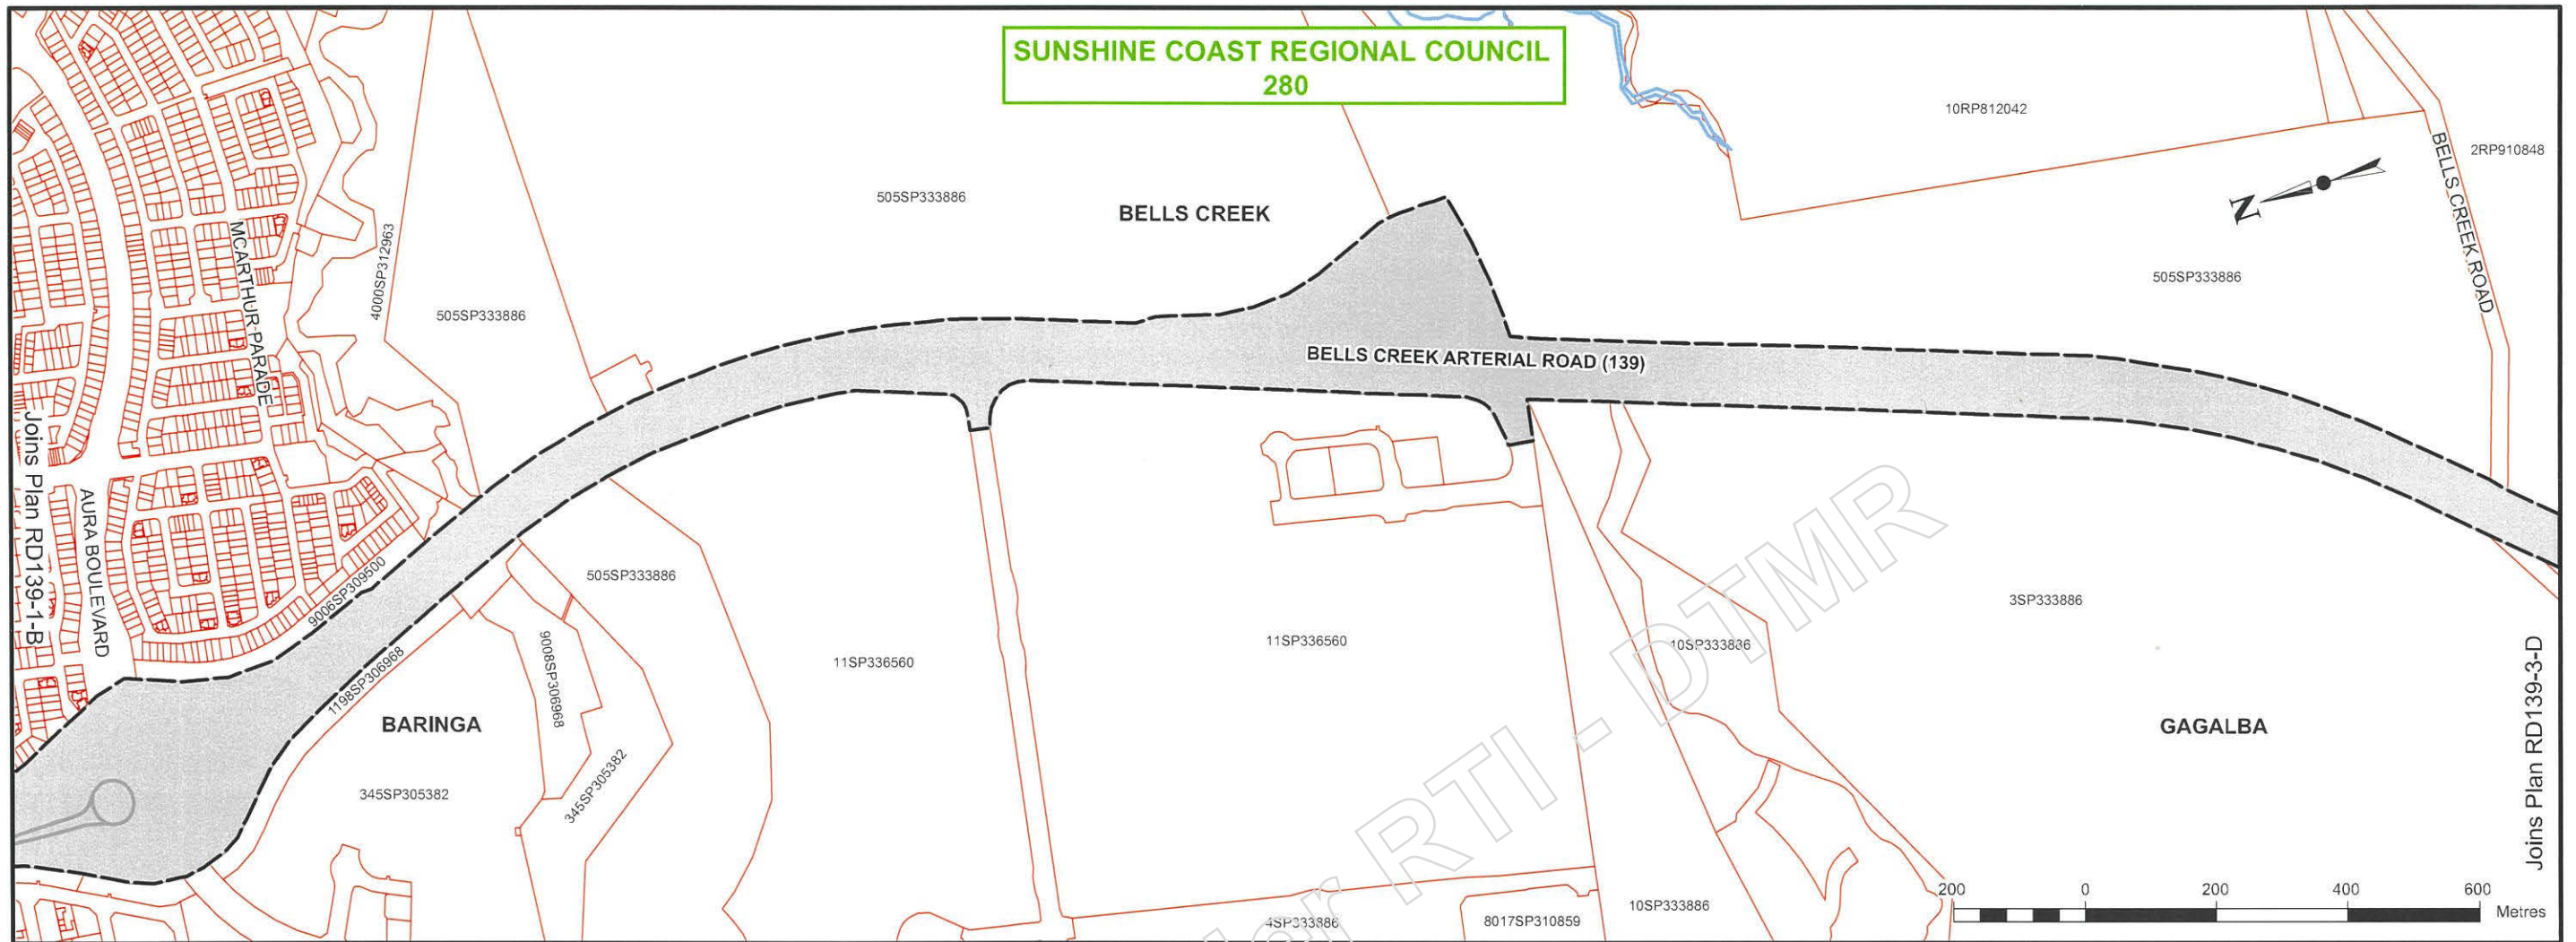 SUNSHINE COAST REGIONAL COUNCIL
280
10RP812042
2RP910848
BELLS CREEK ROAD
N
505SP333886
BELLS CREEK
4000SP312963
MCARTHUR PARADE
505SP333886
505SP333886
BELLS CREEK ARTERIAL ROAD (139)
Joins Plan RD139-1-B
AURA BOULEVARD
9006SP309500
505SP333886
1198SP306968
9008SP306968
11SP336560
11SP336560
10SP333886
3SP333886
BARINGA
345SP305382
345SP305382
GAGALBA
Joins Plan RD139-3-D
4SP333886
8017SP310859
10SP333886
200 0 200 400 600
Metres
RTI - DTMR